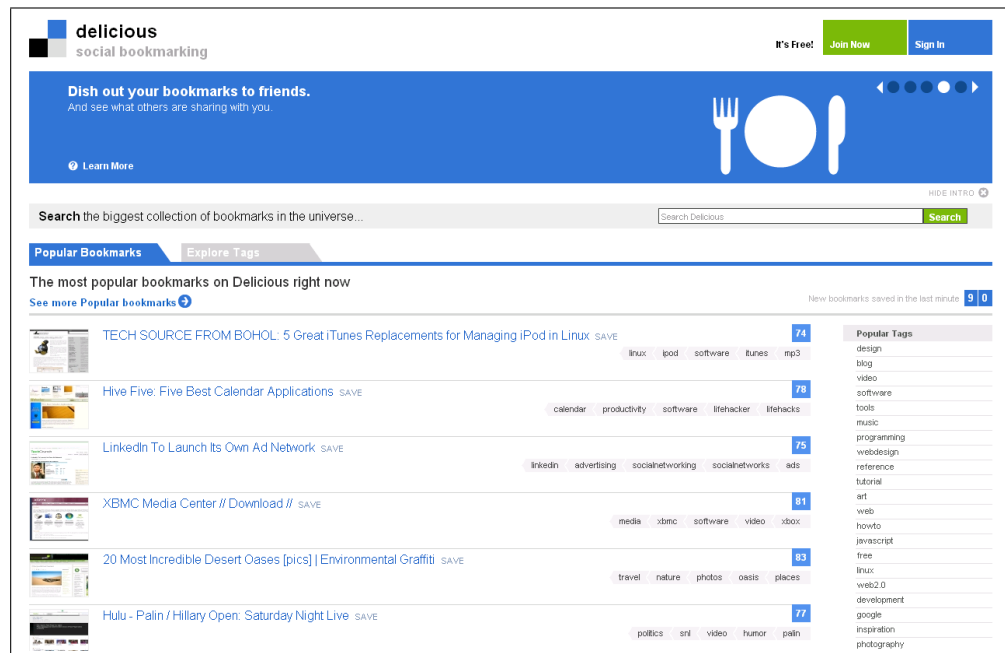 delicious
social bookmarking
It's Free!
Join Now
Sign In
Dish out your bookmarks to friends.
And see what others are sharing with you.
? Learn More
HIDE INTRO
Search the biggest collection of bookmarks in the universe...
Search Delicious
Search
Popular Bookmarks
Explore Tags
The most popular bookmarks on Delicious right now
See more Popular bookmarks
New bookmarks saved in the last minute 9 0
TECH SOURCE FROM BOHOL: 5 Great iTunes Replacements for Managing iPod in Linux SAVE
74
linux ipod software itunes mp3
Hive Five: Five Best Calendar Applications SAVE
78
calendar productivity software lifehacker lifehacks
LinkedIn To Launch Its Own Ad Network SAVE
75
linkedin advertising socialnetworking socialnetworks ads
XBMC Media Center // Download // SAVE
81
media xbmc software video xbox
20 Most Incredible Desert Oases [pics] | Environmental Graffiti SAVE
83
travel nature photos oasis places
Hulu - Palin / Hillary Open: Saturday Night Live SAVE
77
politics snl video humor palin
Popular Tags
design
blog
video
software
tools
music
programming
webdesign
reference
tutorial
art
web
howto
javascript
free
linux
web2.0
development
google
inspiration
photography